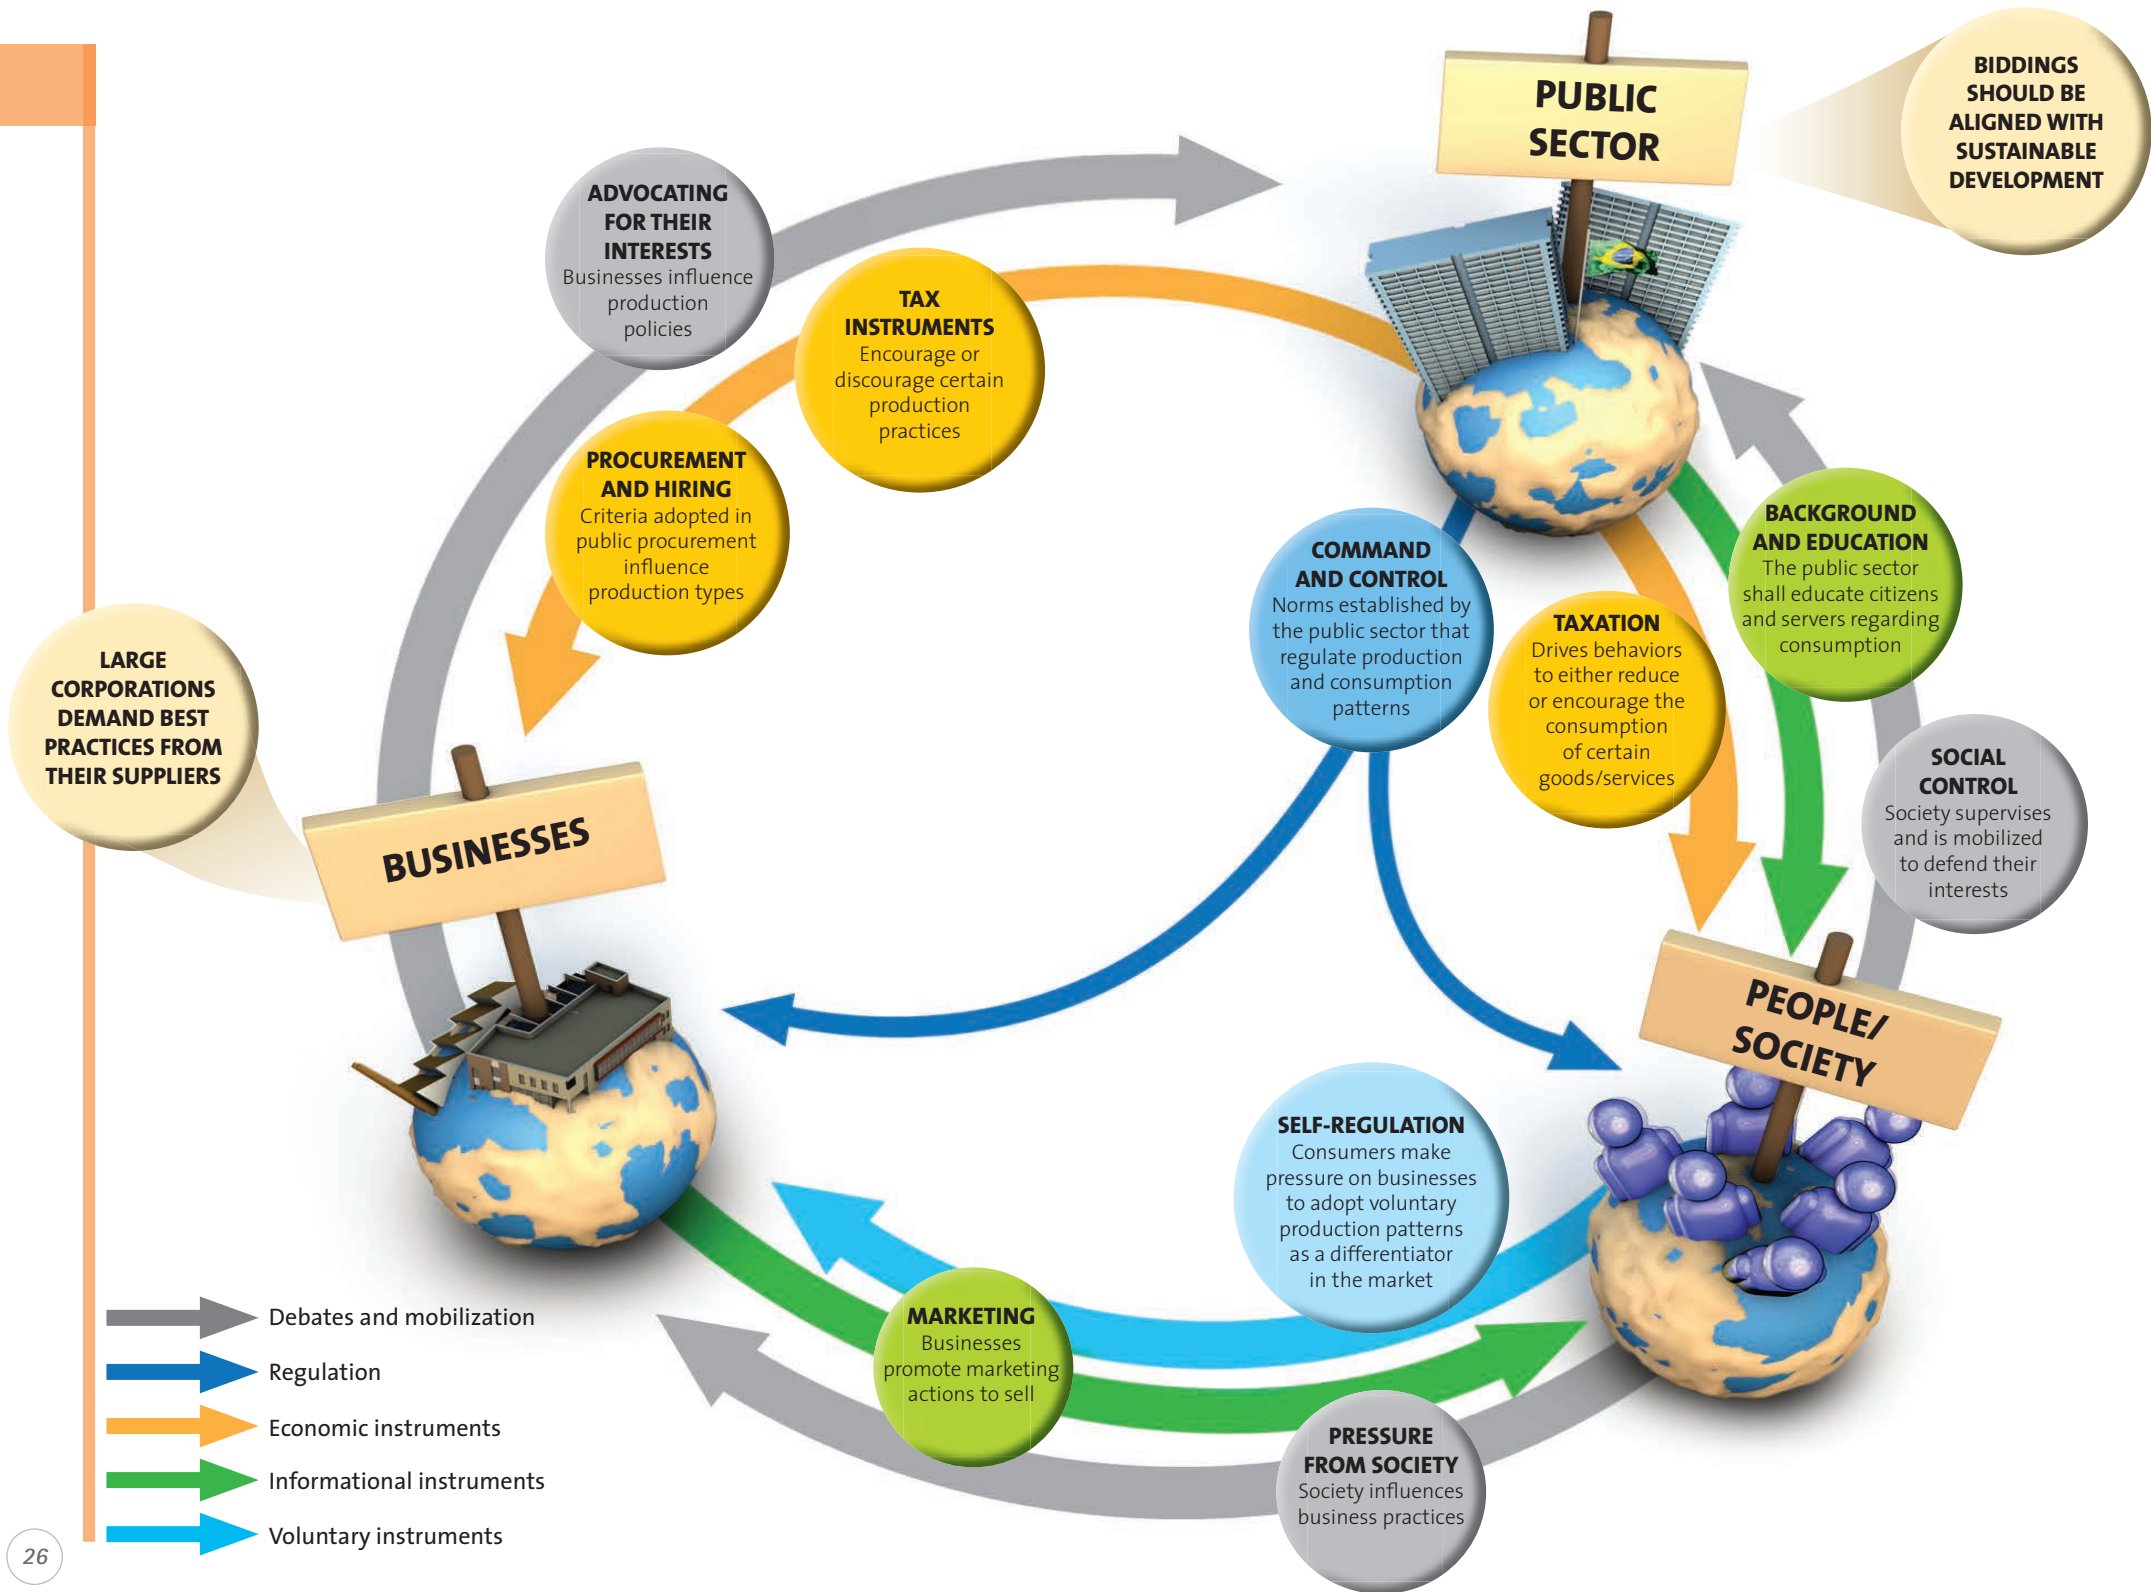 PUBLIC
SECTOR
BIDDINGS
SHOULD BE
ALIGNED WITH
SUSTAINABLE
DEVELOPMENT
ADVOCATING
FOR THEIR
INTERESTS
Businesses influence
production
policies
TAX
INSTRUMENTS
Encourage or
discourage certain
production
practices
PROCUREMENT
AND HIRING
Criteria adopted in
public procurement
influence
production types
COMMAND
AND CONTROL
Norms established by
the public sector that
regulate production
and consumption
patterns
TAXATION
Drives behaviors
to either reduce
or encourage the
consumption
of certain
goods/services
BACKGROUND
AND EDUCATION
The public sector
shall educate citizens
and servers regarding
consumption
SOCIAL
CONTROL
Society supervises
and is mobilized
to defend their
interests
LARGE
CORPORATIONS
DEMAND BEST
PRACTICES FROM
THEIR SUPPLIERS
BUSINESSES
PEOPLE/
SOCIETY
SELF-REGULATION
Consumers make
pressure on businesses
to adopt voluntary
production patterns
as a differentiator
in the market
MARKETING
Businesses
promote marketing
actions to sell
PRESSURE
FROM SOCIETY
Society influences
business practices
Debates and mobilization
Regulation
Economic instruments
Informational instruments
Voluntary instruments
26